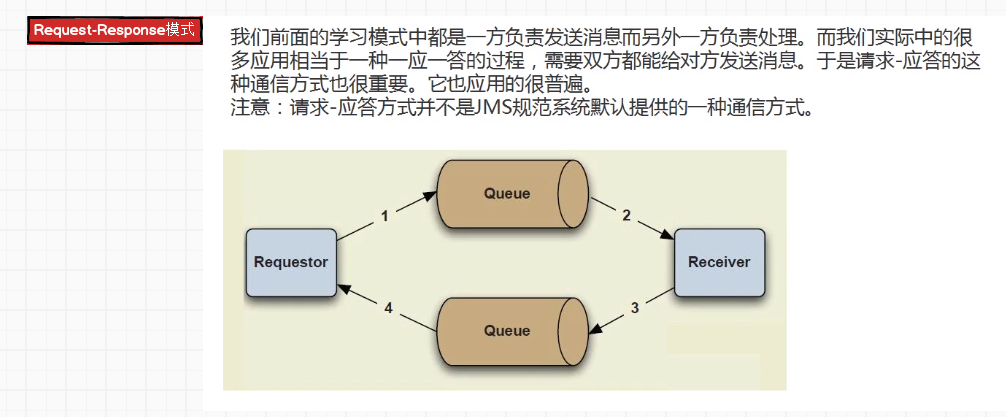 Request-Response模式
我们前面的学习模式中都是一方负责发送消息而另外一方负责处理。而我们实际中的很
多应用相当于一种一应一答的过程，需要双方都能给对方发送消息。于是请求-应答的这
种通信方式也很重要。它也应用的很普遍。
注意：请求-应答方式并不是JMS规范系统默认提供的一种通信方式。
Queue
1
2
Requestor
Receiver
4
3
Queue